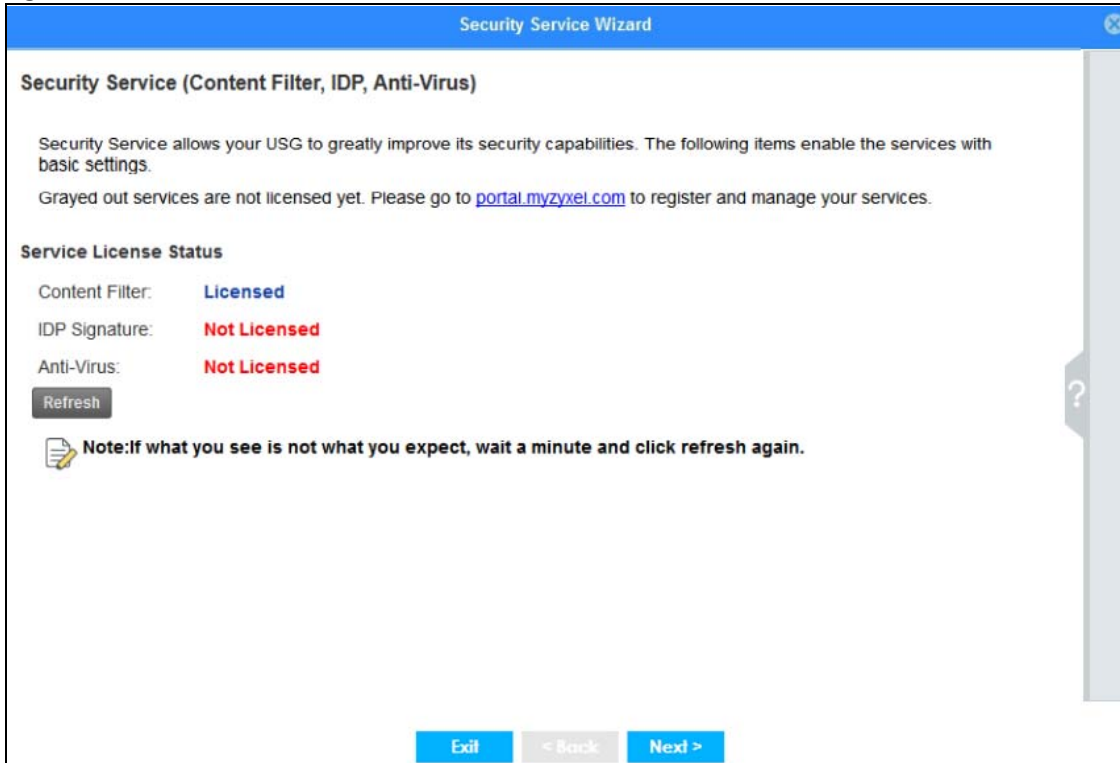 Security Service Wizard
Security Service (Content Filter, IDP, Anti-Virus)
Security Service allows your USG to greatly improve its security capabilities. The following items enable the services with
basic settings.
Grayed out services are not licensed yet. Please go to portal.myzyxel.com to register and manage your services.
Service License Status
Content Filter: Licensed
IDP Signature: Not Licensed
Anti-Virus: Not Licensed
Refresh
?
Note:If what you see is not what you expect, wait a minute and click refresh again.
Exit < Back Next >